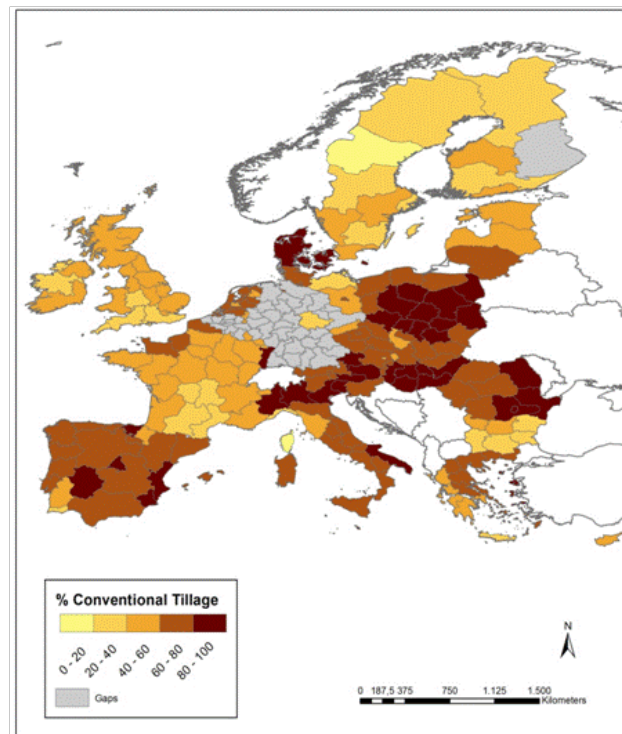 N
% Conventional Tillage
0 - 20
20 - 40
40 - 60
60 - 80
80 - 100
Gaps
0 187,5 375 750 1.125 1.500
Kilometers